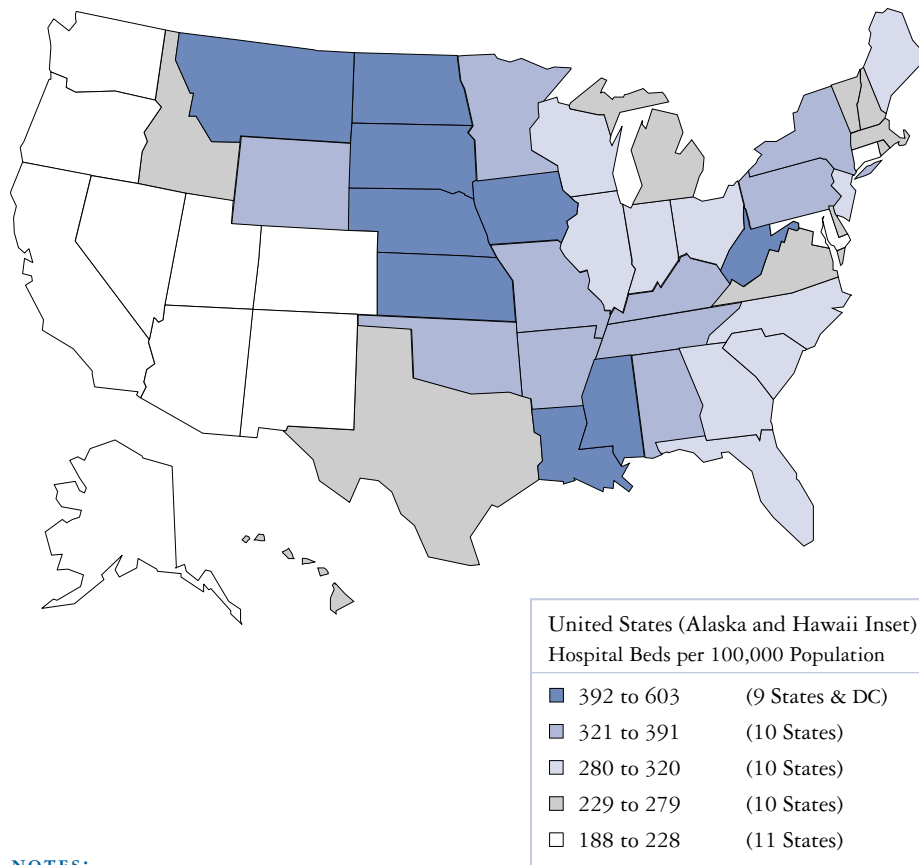 United States (Alaska and Hawaii Inset)
Hospital Beds per 100,000 Population
392 to 603 (9 States & DC)
321 to 391 (10 States)
280 to 320 (10 States)
229 to 279 (10 States)
188 to 228 (11 States)
NOTES: